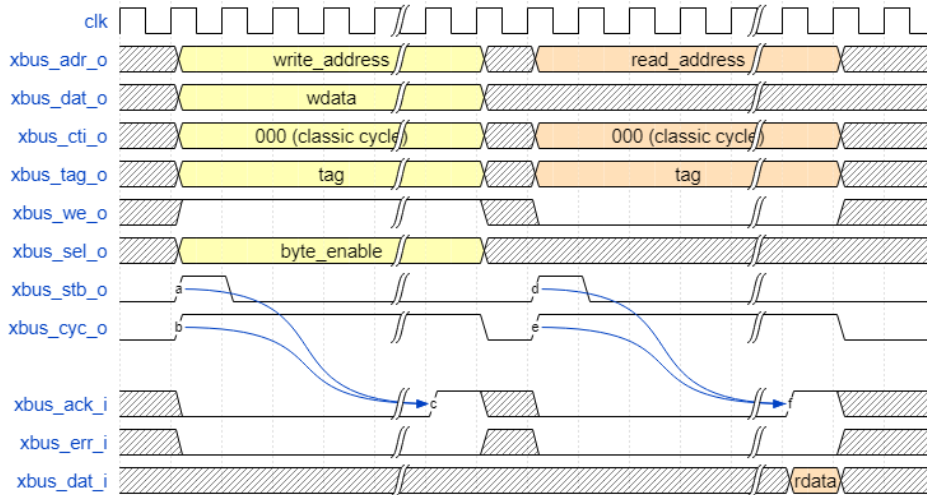 clk
xbus_adr_o write_address read_address
xbus_dat_o wdata
xbus_cti_o 000 (classic cycle) 000 (classic cycle)
xbus_tag_o tag tag
xbus_we_o
xbus_sel_o byte_enable
xbus_stb_o a d
xbus_cyc_o b e
xbus_ack_i c f
xbus_err_i
xbus_dat_i rdata